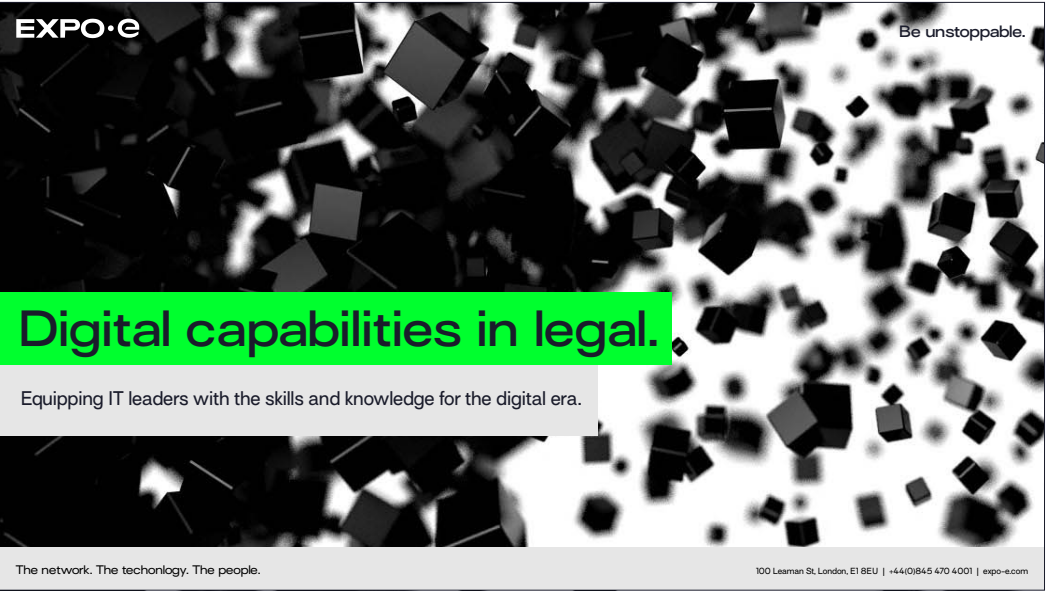 EXPO·e
Be unstoppable.
Digital capabilities in legal.
Equipping IT leaders with the skills and knowledge for the digital era.
The network. The techonlogy. The people.
100 Leaman St, London, E1 8EU | +44(0)845 470 4001 | expo-e.com